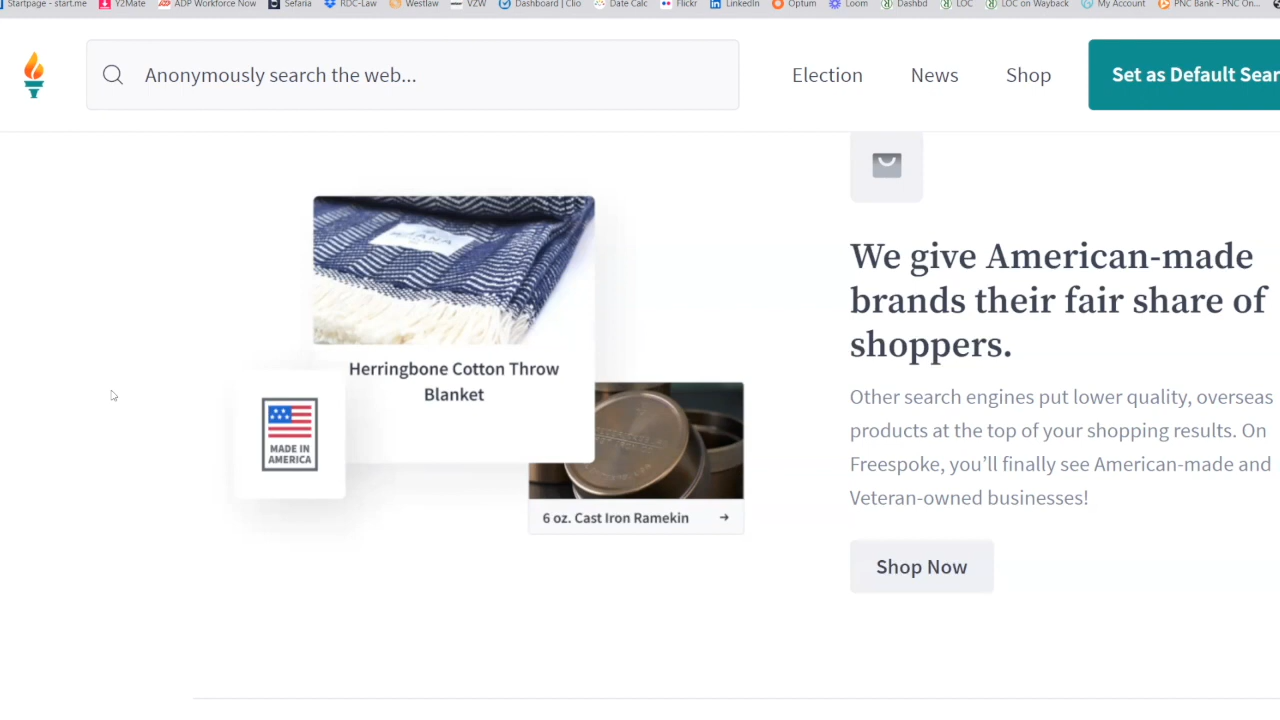 Startpage - start.me Y2Mate ADP Workforce Now Sefaria RDC-Law Westlaw VZW Dashboard | Clio Date Calc Flickr LinkedIn Optum Loom Dashbd LOC LOC on Wayback My Account PNC Bank - PNC On...
Anonymously search the web...
Election News Shop
Set as Default Sear
We give American-made
brands their fair share of
shoppers.
Other search engines put lower quality, overseas
products at the top of your shopping results. On
Freespoke, you'll finally see American-made and
Veteran-owned businesses!
Shop Now
Herringbone Cotton Throw
Blanket
MADE IN
AMERICA
6 oz. Cast Iron Ramekin